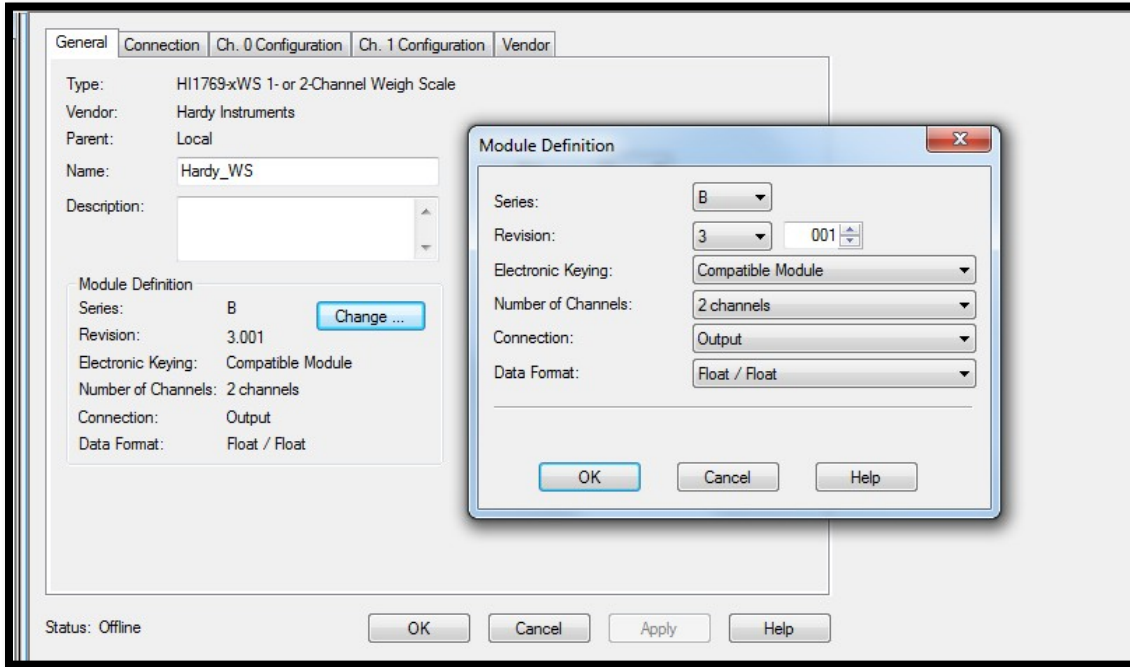 General Connection Ch. 0 Configuration Ch. 1 Configuration Vendor
Type: HI1769-xWS 1- or 2-Channel Weigh Scale
Vendor: Hardy Instruments
Parent: Local
Name: Hardy_WS
Description:
Module Definition
Series: B Change ...
Revision: 3.001
Electronic Keying: Compatible Module
Number of Channels: 2 channels
Connection: Output
Data Format: Float / Float
Module Definition
Series: B
Revision: 3 001
Electronic Keying: Compatible Module
Number of Channels: 2 channels
Connection: Output
Data Format: Float / Float
OK Cancel Help
Status: Offline OK Cancel Apply Help